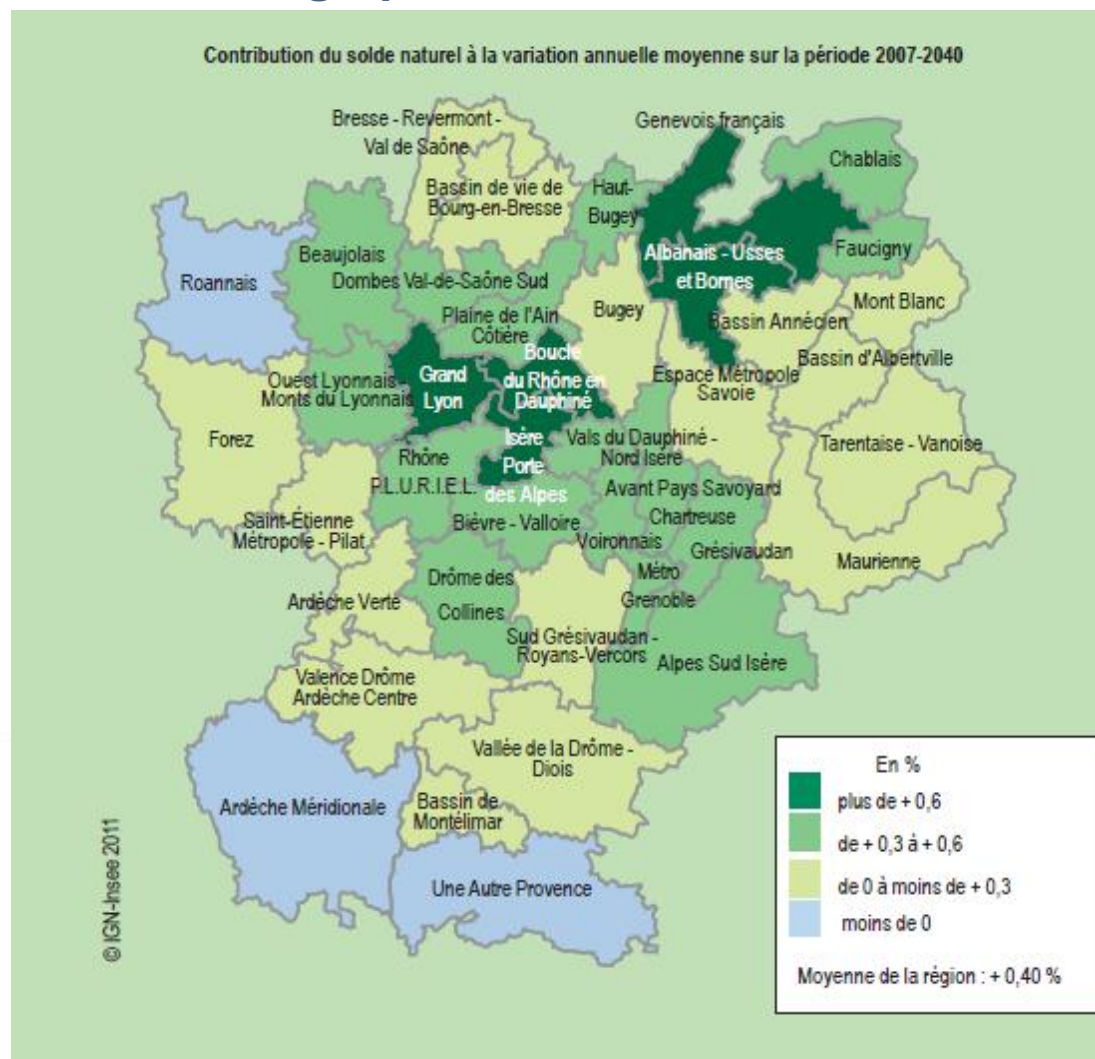 Contribution du solde naturel à la variation annuelle moyenne sur la période 2007-2040
Bresse - Revermont -
Val de Saône
Genevois français
Chablais
Bassin de vie de
Bourg-en-Bresse
Haut-
Bugey
Beaujolais
Albanais - Usses
et Bornes
Faucigny
Roannais
Dombes Val-de-Saône Sud
Mont Blanc
Plaine de l'Ain
Côtière
Bugey
Bassin Annécien
Boucle
du Rhône en
Dauphiné
Bassin d'Albertville
Grand
Lyon
Espace Métropole
Savoie
Ouest Lyonnais -
Monts du Lyonnais
Forez
Isère
Porte
des Alpes
Vals du Dauphiné -
Nord Isère
Tarentaise - Vanoise
Rhône
P.L.U.R.I.E.L.
Avant Pays Savoyard
Chartreuse
Saint-Étienne
Métropole - Pilat
Bièvre - Valloire
Voironnais
Grésivaudan
Maurienne
Drôme des
Collines
Métro
Grenoble
Ardèche Verte
Sud Grésivaudan -
Royans-Vercors
Alpes Sud Isère
Valence Drôme
Ardèche Centre
Vallée de la Drôme -
Diois
Ardèche Méridionale
Bassin de
Montélimar
Une Autre Provence
© IGN-Insee 2011
En %
plus de + 0,6
de + 0,3 à + 0,6
de 0 à moins de + 0,3
moins de 0
Moyenne de la région : + 0,40 %